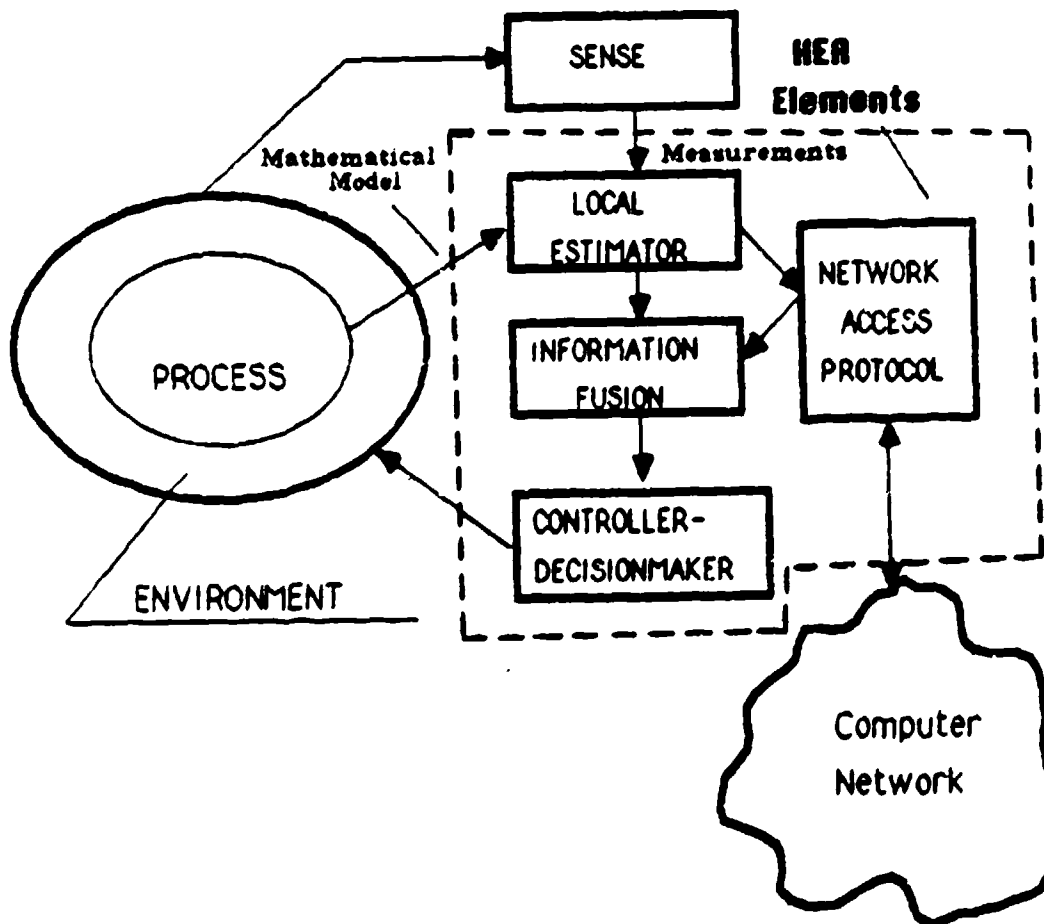 SENSE
HEA
Elements
Mathematical
Model
Measurements
LOCAL
ESTIMATOR
NETWORK
ACCESS
PROTOCOL
INFORMATION
FUSION
PROCESS
CONTROLLER-
DECISIONMAKER
ENVIRONMENT
Computer
Network